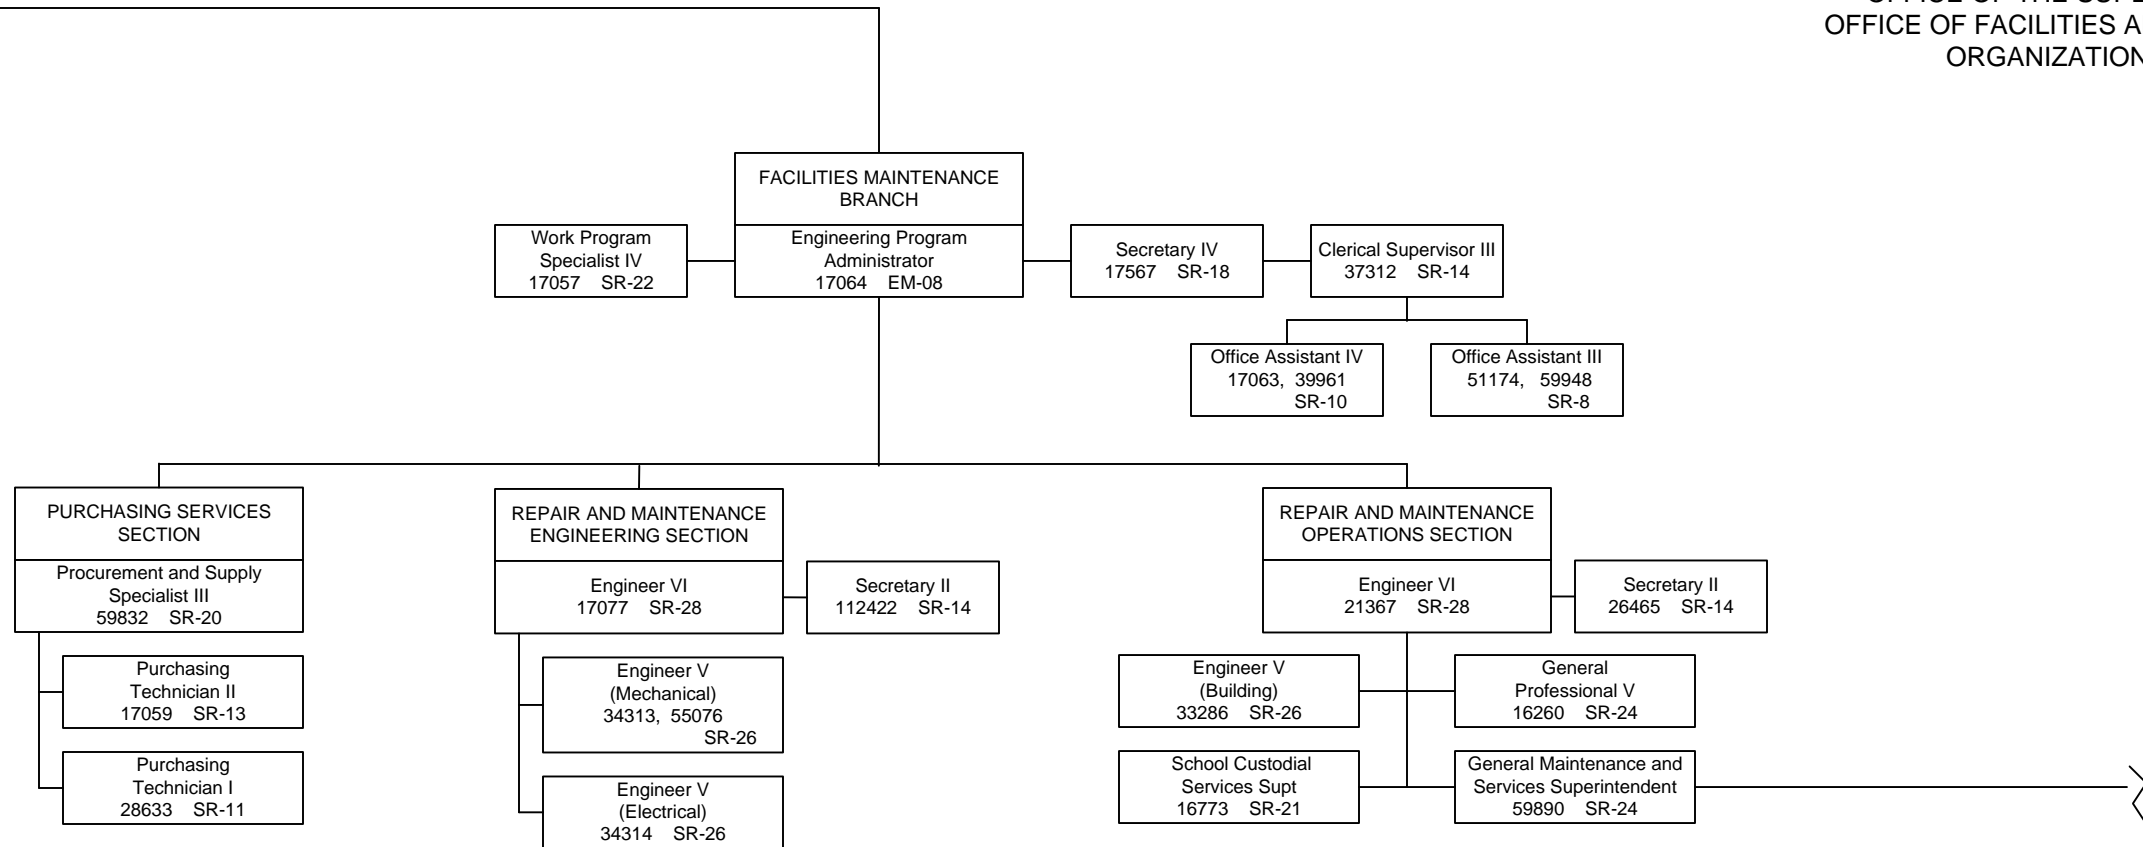 OFFICE OF FACILITIES A
ORGANIZATION
FACILITIES MAINTENANCE
BRANCH
Engineering Program
Administrator
17064 EM-08
Work Program
Specialist IV
17057 SR-22
Secretary IV
17567 SR-18
Clerical Supervisor III
37312 SR-14
Office Assistant IV
17063, 39961
SR-10
Office Assistant III
51174, 59948
SR-8
PURCHASING SERVICES
SECTION
Procurement and Supply
Specialist III
59832 SR-20
Purchasing
Technician II
17059 SR-13
Purchasing
Technician I
28633 SR-11
REPAIR AND MAINTENANCE
ENGINEERING SECTION
Engineer VI
17077 SR-28
Secretary II
112422 SR-14
Engineer V
(Mechanical)
34313, 55076
SR-26
Engineer V
(Electrical)
34314 SR-26
REPAIR AND MAINTENANCE
OPERATIONS SECTION
Engineer VI
21367 SR-28
Secretary II
26465 SR-14
Engineer V
(Building)
33286 SR-26
General
Professional V
16260 SR-24
School Custodial
Services Supt
16773 SR-21
General Maintenance and
Services Superintendent
59890 SR-24